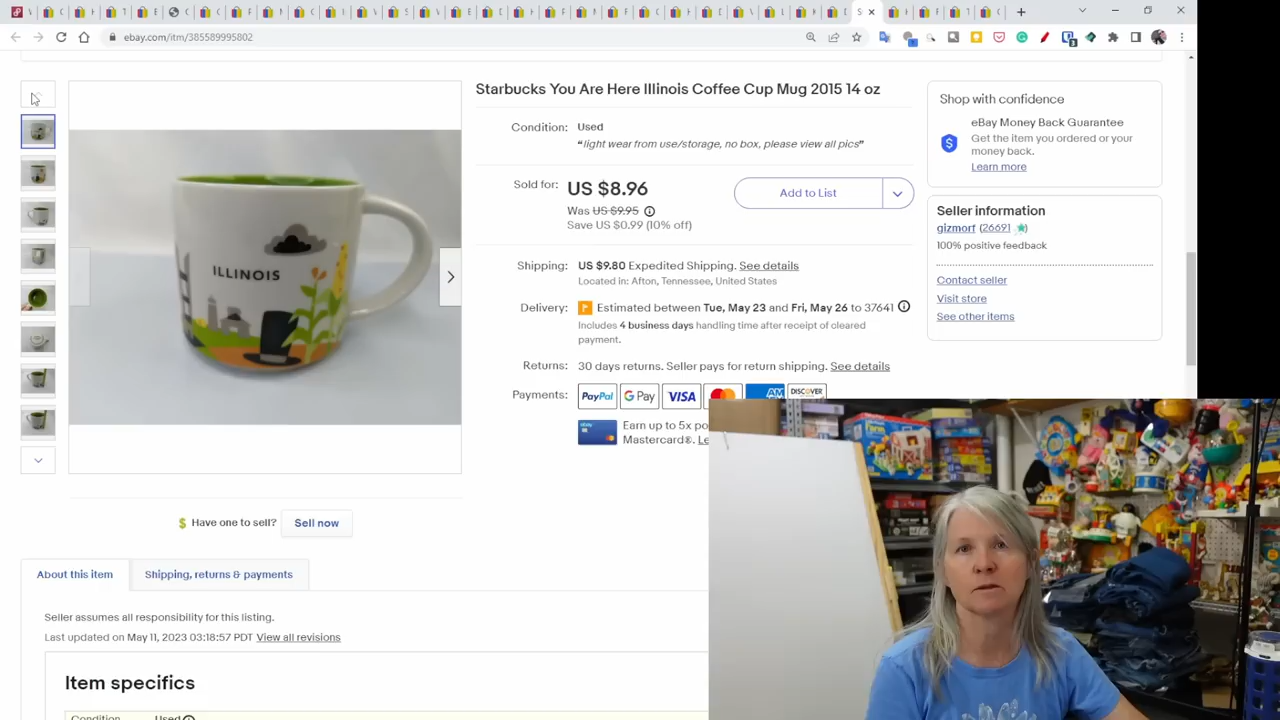 ebay.com/itm/385589995802
Starbucks You Are Here Illinois Coffee Cup Mug 2015 14 oz
Condition: Used
“light wear from use/storage, no box, please view all pics”
Sold for: US $8.96
Was US $9.95
Save US $0.99 (10% off)
Add to List
Shipping: US $9.80 Expedited Shipping. See details
Located in: Afton, Tennessee, United States
Delivery: Estimated between Tue, May 23 and Fri, May 26 to 37641
Includes 4 business days handling time after receipt of cleared
payment.
Returns: 30 days returns. Seller pays for return shipping. See details
Payments: PayPal G Pay VISA AM DISCOVER
ebay Earn up to 5x po
Mastercard®. Le
Shop with confidence
eBay Money Back Guarantee
Get the item you ordered or your
money back.
Learn more
Seller information
gizmorf (26691)
100% positive feedback
Contact seller
Visit store
See other items
ILLINOIS
$ Have one to sell? Sell now
About this item
Shipping, returns & payments
Seller assumes all responsibility for this listing.
Last updated on May 11, 2023 03:18:57 PDT View all revisions
Item specifics
Condition Used